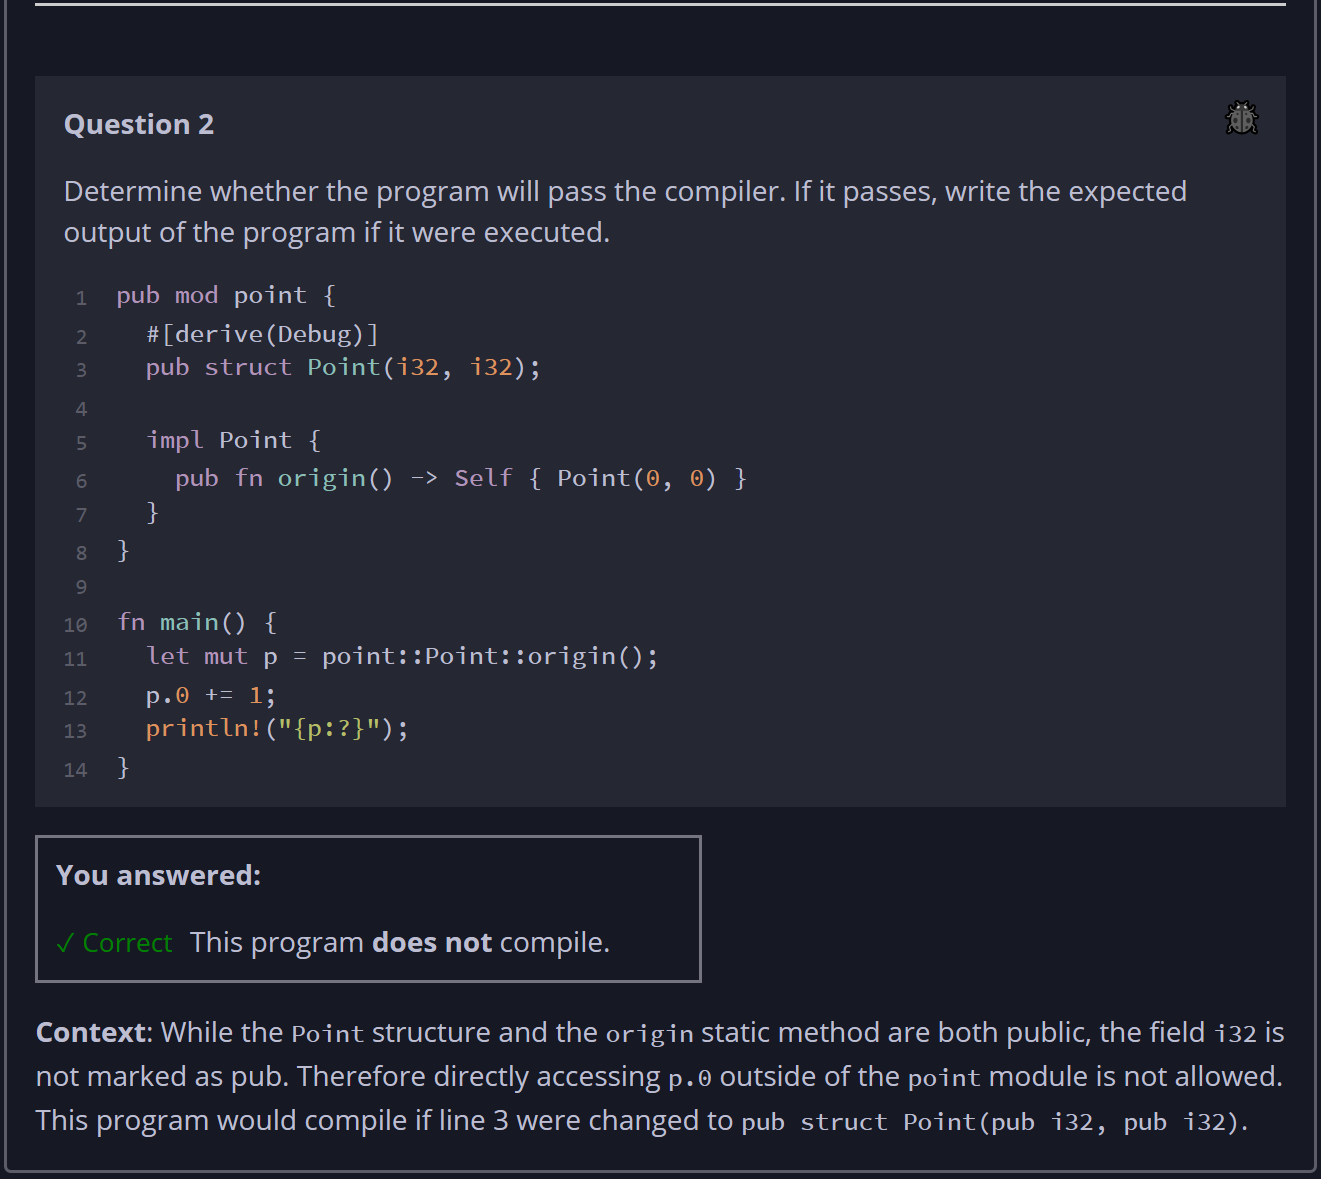 Question 2
Determine whether the program will pass the compiler. If it passes, write the expected
output of the program if it were executed.
1 pub mod point {
2   #[derive(Debug)]
3   pub struct Point(i32, i32);
4
5   impl Point {
6     pub fn origin() -> Self { Point(0, 0) }
7   }
8 }
9
10 fn main() {
11   let mut p = point::Point::origin();
12   p.0 += 1;
13   println!("{p:?}");
14 }
You answered:
✓ Correct This program does not compile.
Context: While the Point structure and the origin static method are both public, the field i32 is
not marked as pub. Therefore directly accessing p.0 outside of the point module is not allowed.
This program would compile if line 3 were changed to pub struct Point(pub i32, pub i32).